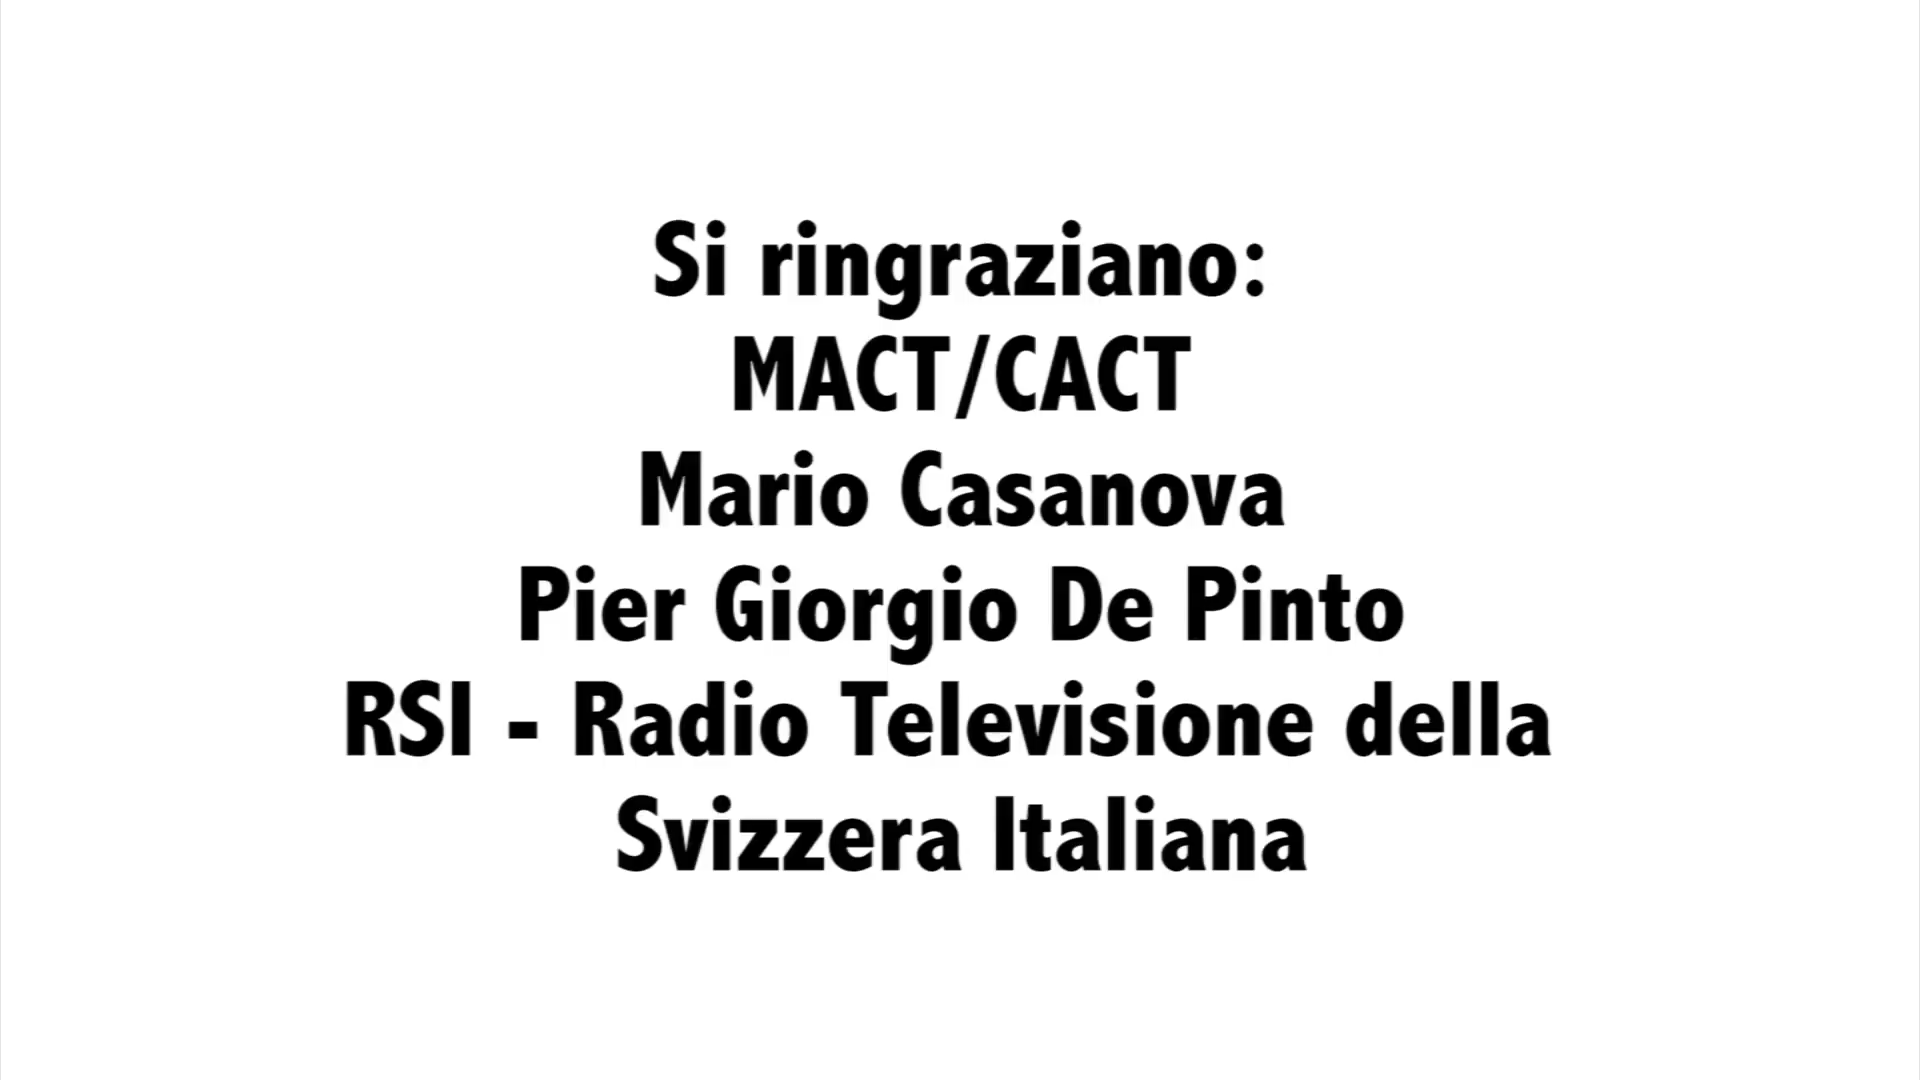 Si ringraziano:
MACT/CACT
Mario Casanova
Pier Giorgio De Pinto
RSI - Radio Televisione della
Svizzera Italiana